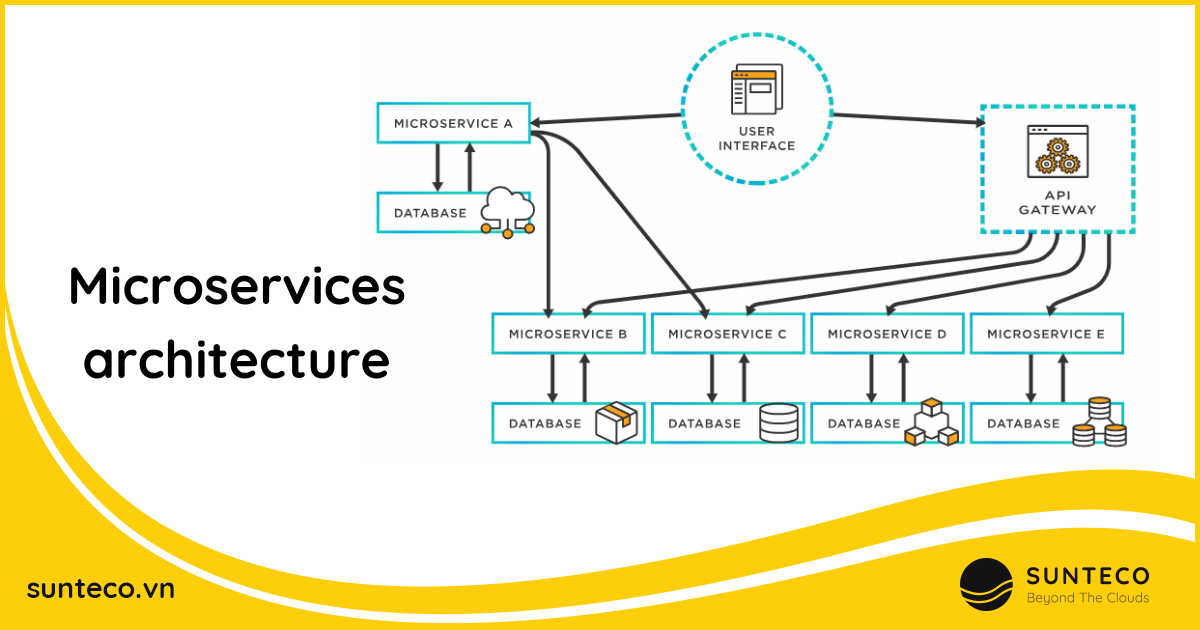 Microservices
architecture
USER
INTERFACE
MICROSERVICE A
DATABASE
API
GATEWAY
MICROSERVICE B
MICROSERVICE C
MICROSERVICE D
MICROSERVICE E
DATABASE
DATABASE
DATABASE
DATABASE
sunteco.vn
SUNTECO
Beyond The Clouds